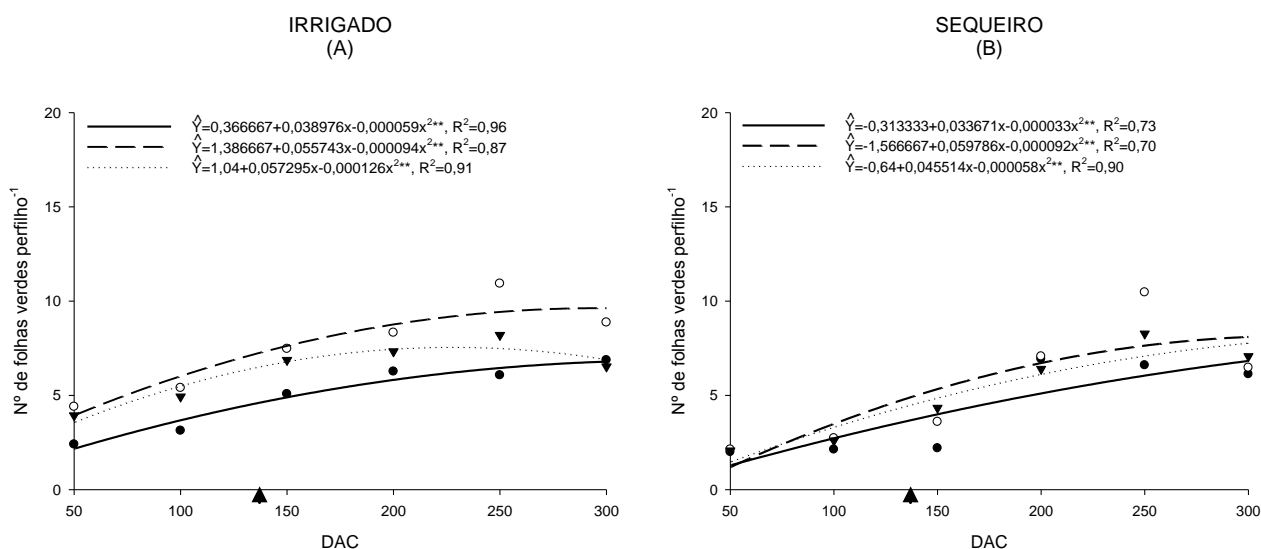 IRRIGADO
(A)
Ŷ=0,366667+0,038976x-0,000059x²**, R²=0,96
Ŷ=1,386667+0,055743x-0,000094x²**, R²=0,87
Ŷ=1,04+0,057295x-0,000126x²**, R²=0,91
Nº de folhas verdes perfilho⁻¹
20
15
10
5
0
50 100 150 200 250 300
DAC
SEQUEIRO
(B)
Ŷ=-0,313333+0,033671x-0,000033x²**, R²=0,73
Ŷ=-1,566667+0,059786x-0,000092x²**, R²=0,70
Ŷ=-0,64+0,045514x-0,000058x²**, R²=0,90
Nº de folhas verdes perfilho⁻¹
20
15
10
5
0
50 100 150 200 250 300
DAC